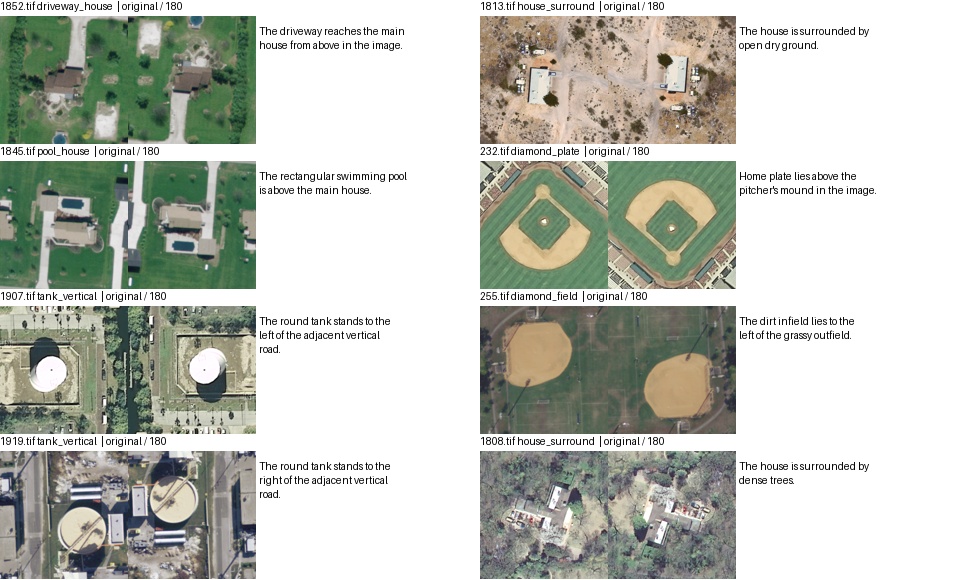 1852.tif driveway_house | original / 180
The driveway reaches the main
house from above in the image.
1845.tif pool_house | original / 180
The rectangular swimming pool
is above the main house.
1907.tif tank_vertical | original / 180
The round tank stands to the
left of the adjacent vertical
road.
1919.tif tank_vertical | original / 180
The round tank stands to the
right of the adjacent vertical
road.
1813.tif house_surround | original / 180
The house is surrounded by
open dry ground.
232.tif diamond_plate | original / 180
Home plate lies above the
pitcher's mound in the image.
255.tif diamond_field | original / 180
The dirt infield lies to the
left of the grassy outfield.
1808.tif house_surround | original / 180
The house is surrounded by
dense trees.